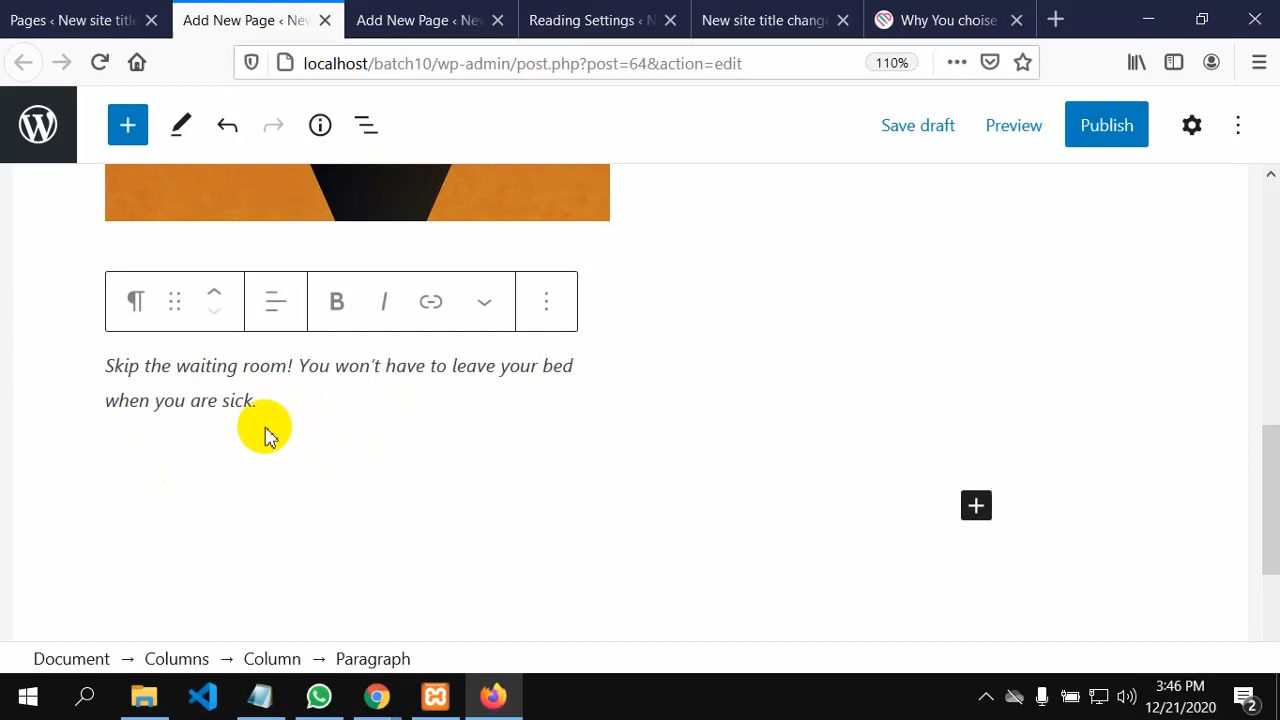 Pages ‹ New site titl
Add New Page ‹ New
Add New Page ‹ New
Reading Settings ‹ N
New site title chang
Why You choise
localhost/batch10/wp-admin/post.php?post=64&action=edit
110%
Save draft
Preview
Publish
B I
Skip the waiting room! You won't have to leave your bed
when you are sick.
Document → Columns → Column → Paragraph
3:46 PM
12/21/2020
2